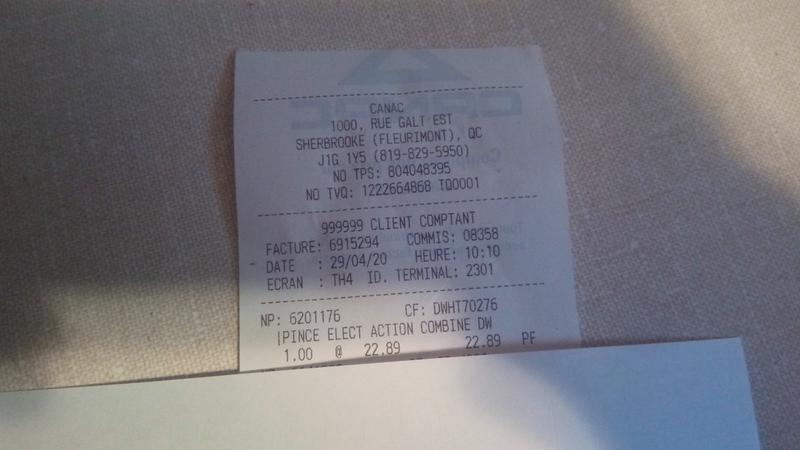 CANAC
1000, RUE GALT EST
SHERBROOKE (FLEURIMONT), QC
J1G 1Y5 (819-829-5950)
NO TPS: 804048395
NO TVQ: 1222664868 TQ0001
999999 CLIENT COMPTANT
FACTURE: 6915294 COMMIS: 08358
DATE : 29/04/20 HEURE: 10:10
ECRAN : TH4 ID. TERMINAL: 2301
NP: 6201176 CF: DWHT70276
|PINCE ELECT ACTION COMBINE DW
1.00 @ 22.89 22.89 PF